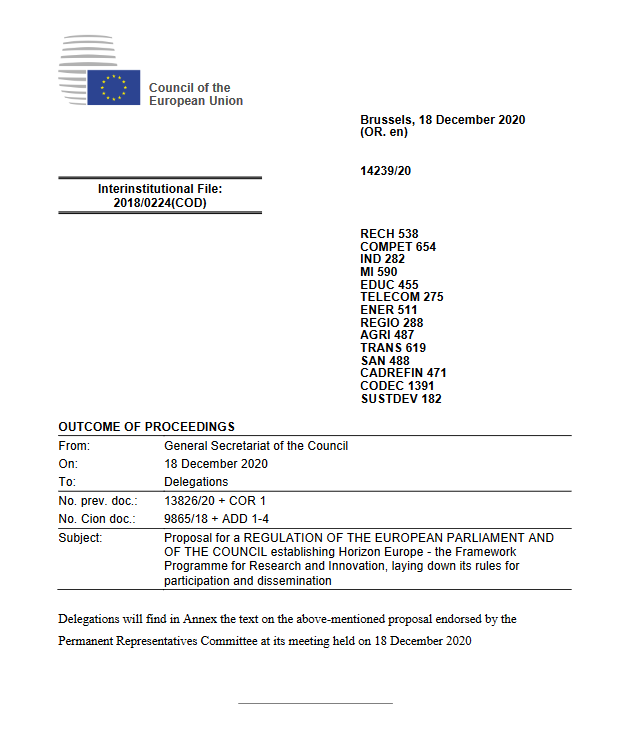 Council of the
European Union
Brussels, 18 December 2020
(OR. en)
14239/20
Interinstitutional File:
2018/0224(COD)
RECH 538
COMPET 654
IND 282
MI 590
EDUC 455
TELECOM 275
ENER 511
REGIO 288
AGRI 487
TRANS 619
SAN 488
CADREFIN 471
CODEC 1391
SUSTDEV 182
OUTCOME OF PROCEEDINGS
From: General Secretariat of the Council
On: 18 December 2020
To: Delegations
No. prev. doc.: 13826/20 + COR 1
No. Cion doc.: 9865/18 + ADD 1-4
Subject: Proposal for a REGULATION OF THE EUROPEAN PARLIAMENT AND
OF THE COUNCIL establishing Horizon Europe - the Framework
Programme for Research and Innovation, laying down its rules for
participation and dissemination
Delegations will find in Annex the text on the above-mentioned proposal endorsed by the
Permanent Representatives Committee at its meeting held on 18 December 2020